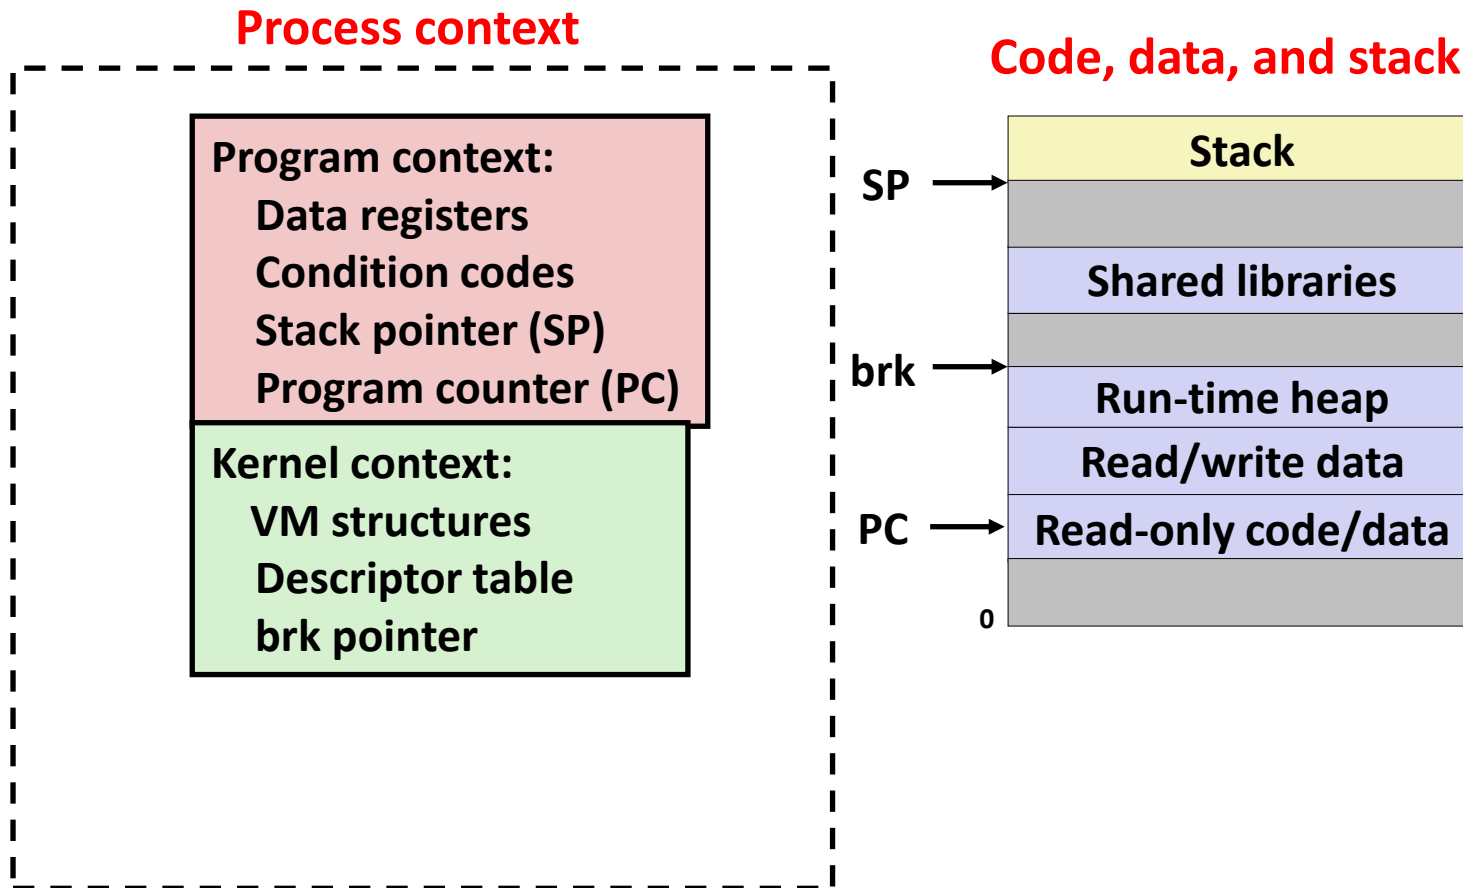 Process context
Program context:
Data registers
Condition codes
Stack pointer (SP)
Program counter (PC)
Kernel context:
VM structures
Descriptor table
brk pointer
Code, data, and stack
Stack
SP
Shared libraries
brk
Run-time heap
Read/write data
PC
Read-only code/data
0